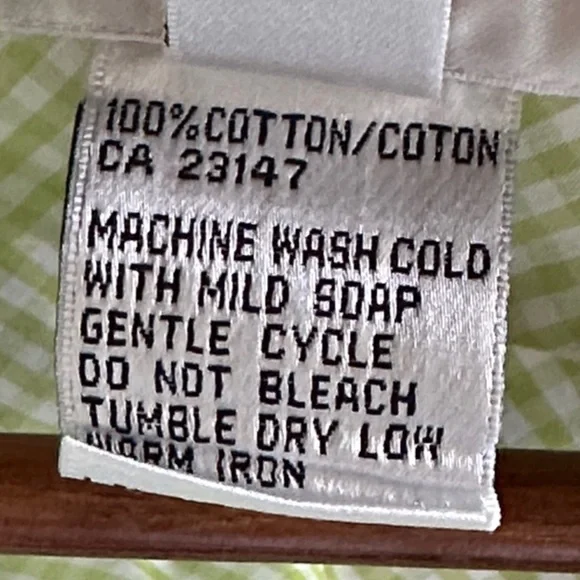 100% COTTON/COTON
CA 23147
MACHINE WASH COLD
WITH MILD SOAP
GENTLE CYCLE
DO NOT BLEACH
TUMBLE DRY LOW
WARM IRON